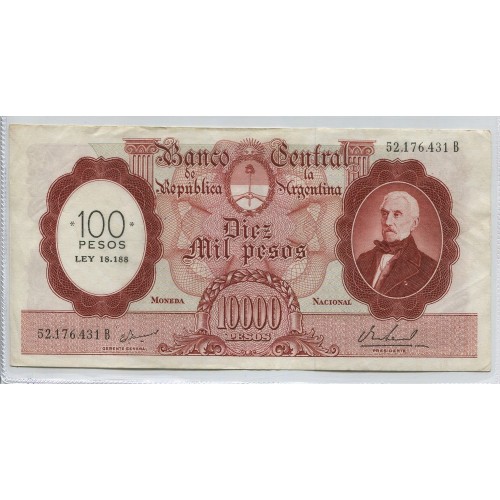 52.176.431 B
Banco Central
de la
República Argentina
* 100 *
PESOS
LEY 18.188
Diez
Mil pesos
MONEDA NACIONAL
10000
PESOS
52.176.431 B
GERENTE GENERAL
PRESIDENTE